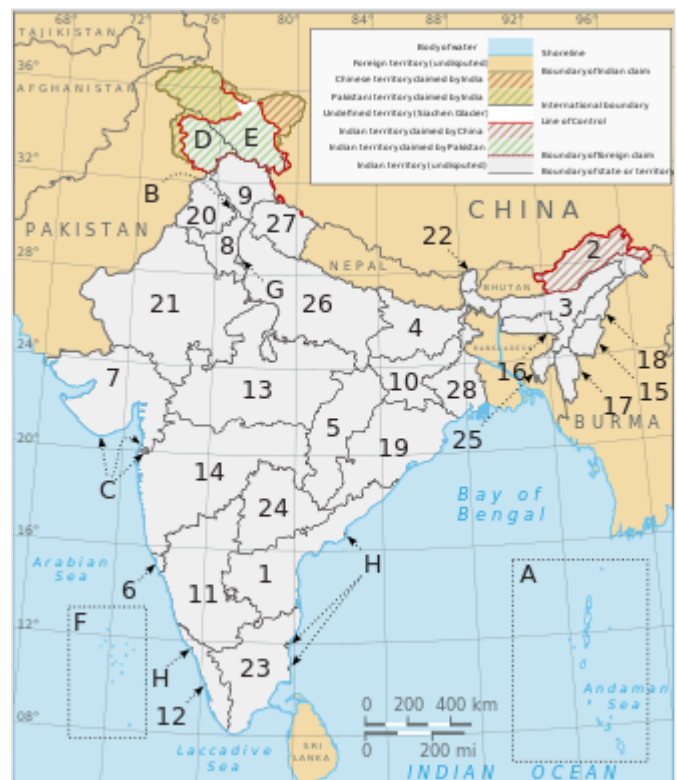 68°
72°
76°
80°
92°
96°
TAJIKISTAN
AFGHANISTAN
36°
32°
28°
24°
20°
16°
12°
08°
Body of water
Foreign territory (undisputed)
Chinese territory claimed by India
Pakistani territory claimed by India
Undefined territory (Siachen Glacier)
Indian territory claimed by China
Indian territory claimed by Pakistan
Indian territory (undisputed)
Shoreline
Boundary of Indian claim
International boundary
Line of Control
Boundary of foreign claim
Boundary of state or territory
D
E
B
9
20
27
8
G
PAKISTAN
CHINA
NEPAL
BHUTAN
BANGLADESH
BURMA
22
2
3
21
26
4
7
13
10
28
5
19
16
18
15
17
25
C
14
24
Bay of
Bengal
Arabian
Sea
6
11
1
H
A
F
H
12
23
Andaman
Sea
0 200 400 km
0 200 mi
SRI
LANKA
Laccadive
Sea
INDIAN OCEAN